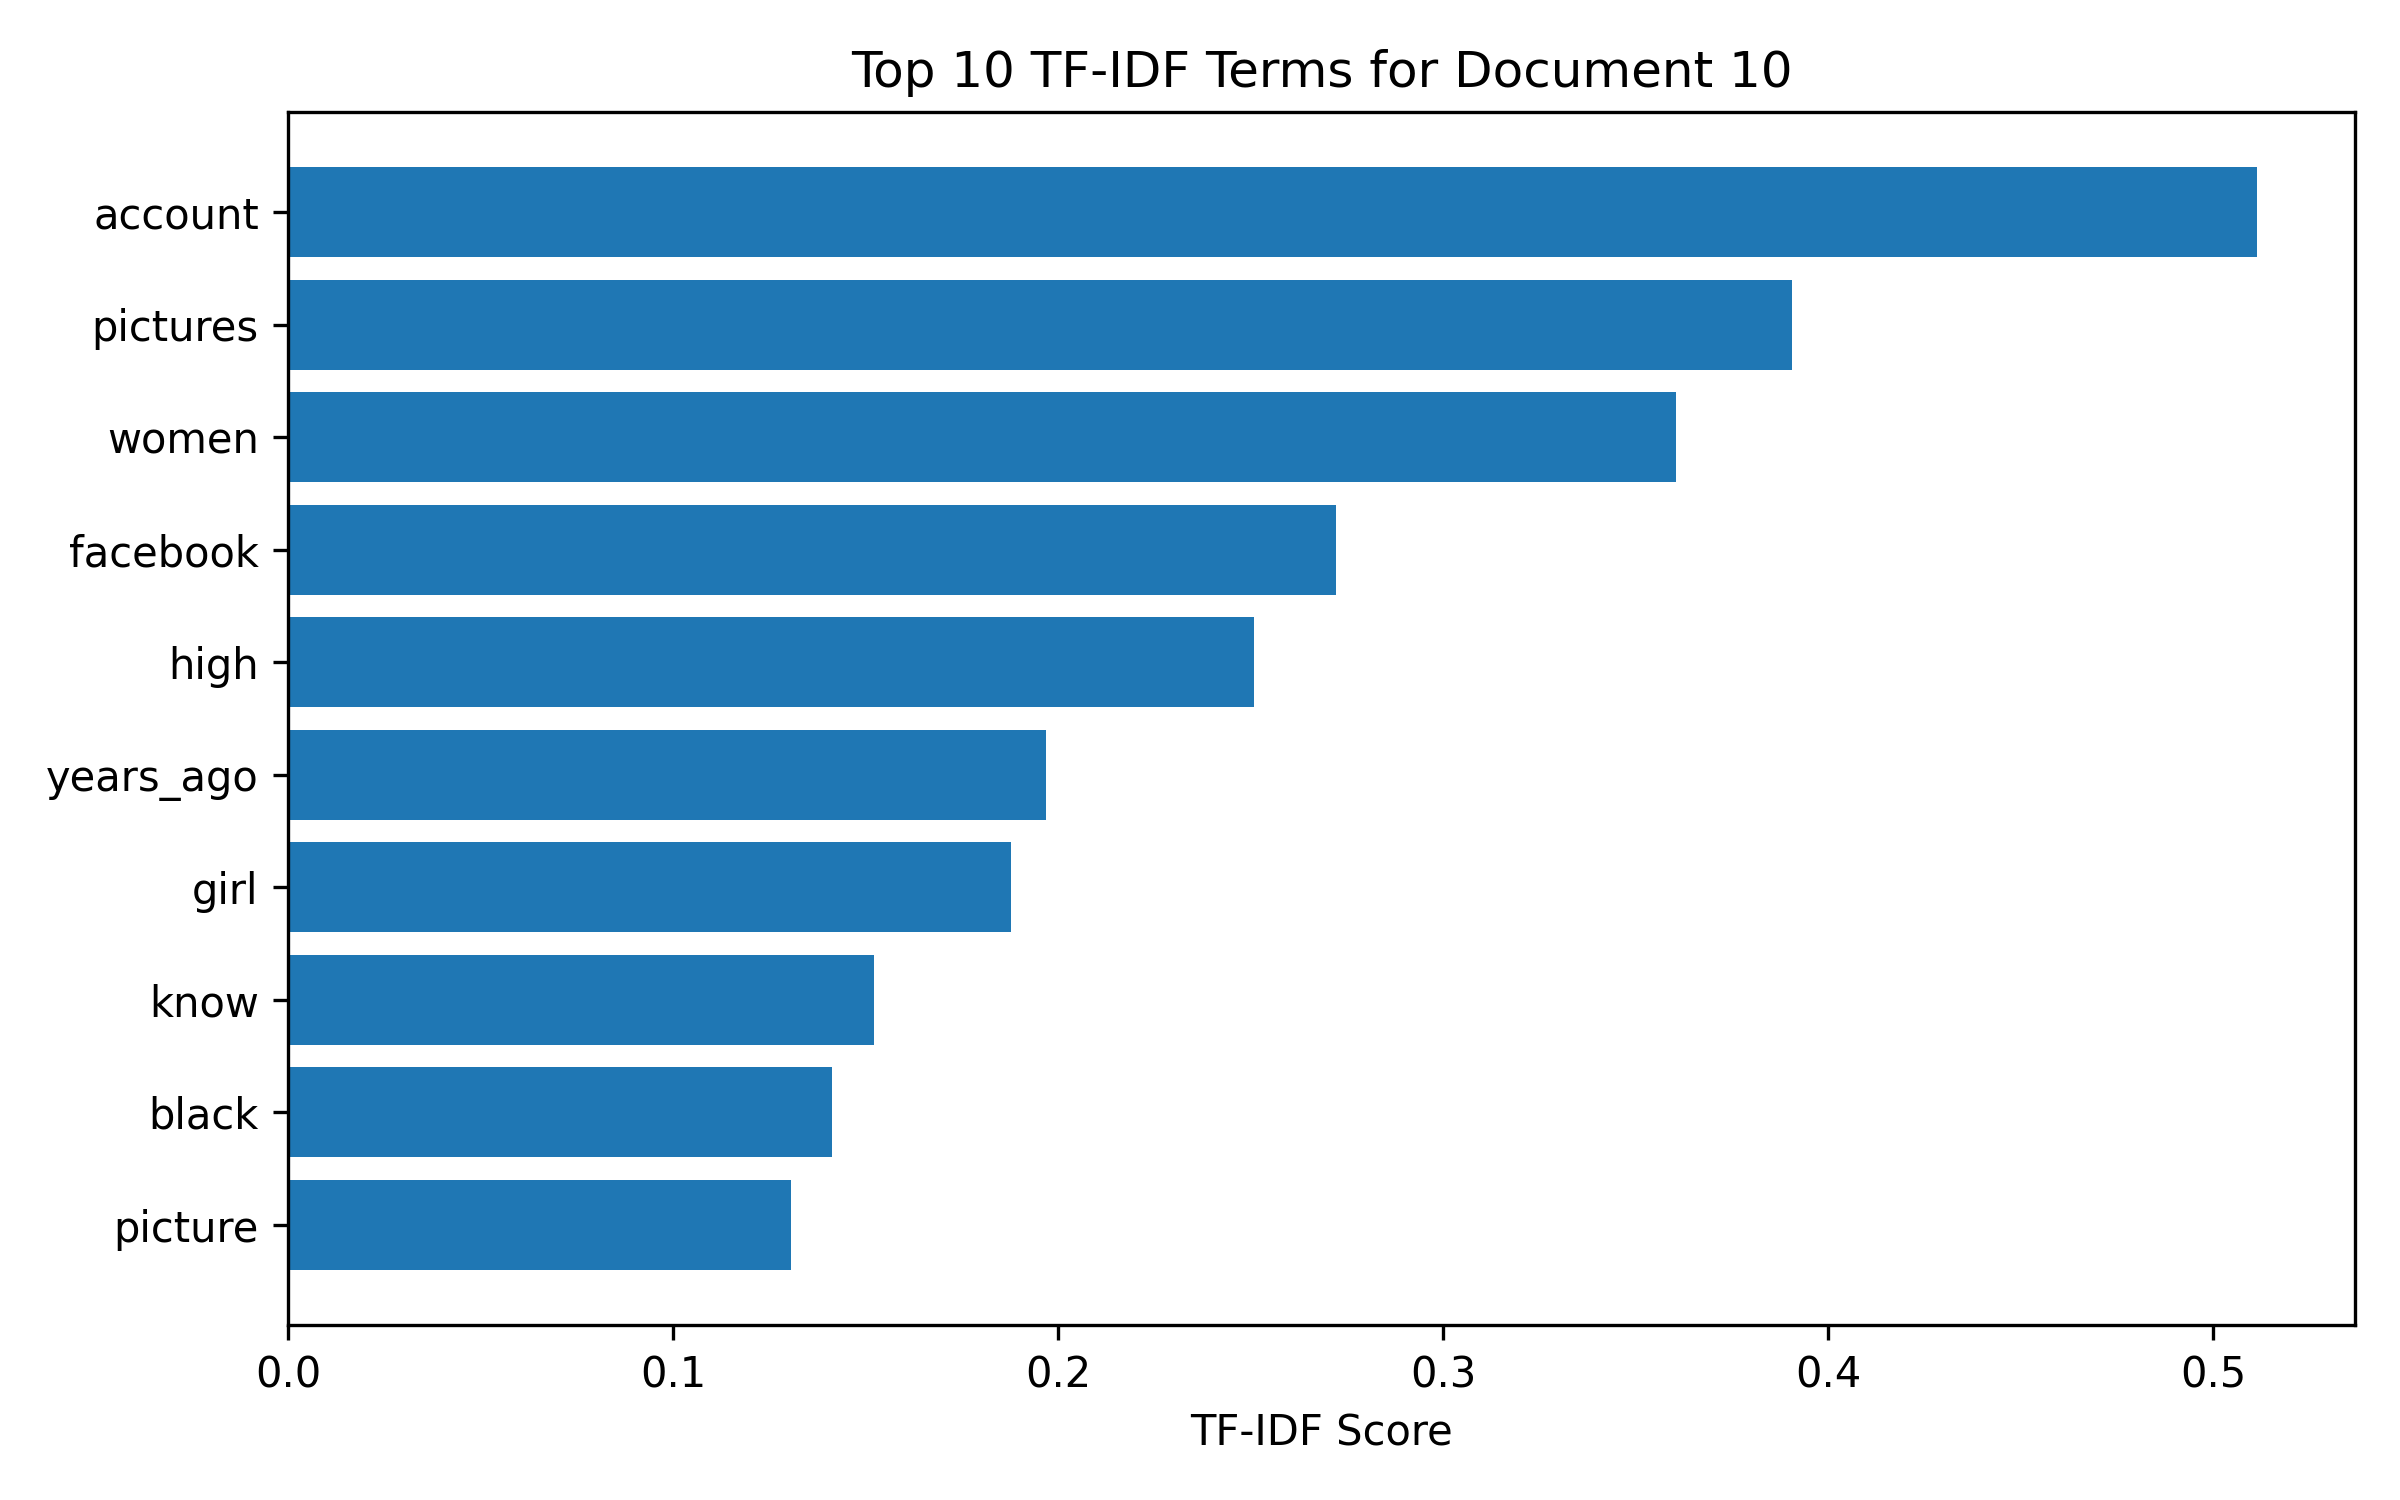 Top 10 TF-IDF Terms for Document 10
account
pictures
women
facebook
high
years_ago
girl
know
black
picture
0.0 0.1 0.2 0.3 0.4 0.5
TF-IDF Score